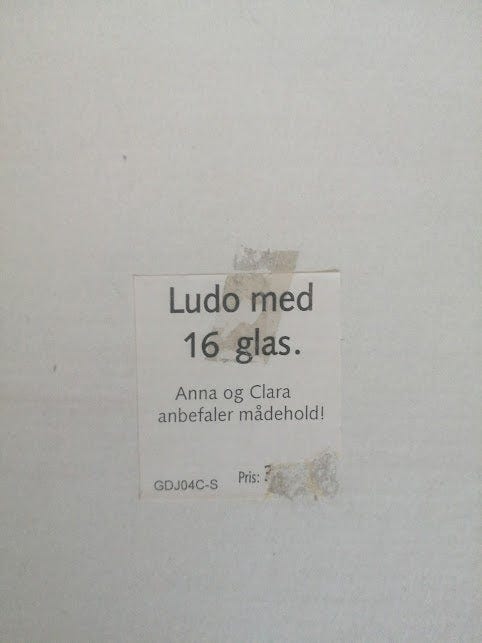 Ludo med
16 glas.
Anna og Clara
anbefaler mådehold!
GDJ04C-S Pris: